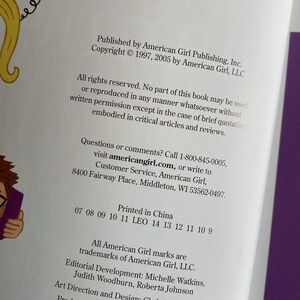 Published by American Girl Publishing, Inc.
Copyright © 1997, 2005 by American Girl, LLC
All rights reserved. No part of this book may be used
or reproduced in any manner whatsoever without
written permission except in the case of brief quotations
embodied in critical articles and reviews.
Questions or comments? Call 1-800-845-0005,
visit americangirl.com, or write to
Customer Service, American Girl,
8400 Fairway Place, Middleton, WI 53562-0497.
Printed in China
07 08 09 10 11 LEO 14 13 12 11 10 9
All American Girl marks are
trademarks of American Girl, LLC.
Editorial Development: Michelle Watkins,
Judith Woodburn, Roberta Johnson
Art Direction and Design: